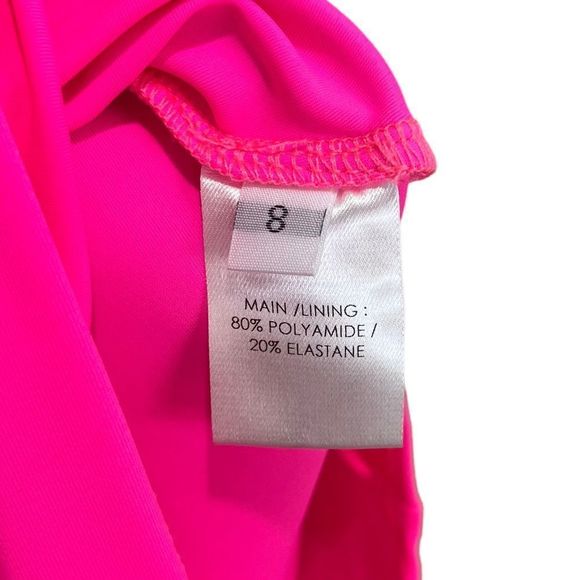 8
MAIN /LINING :
80% POLYAMIDE /
20% ELASTANE